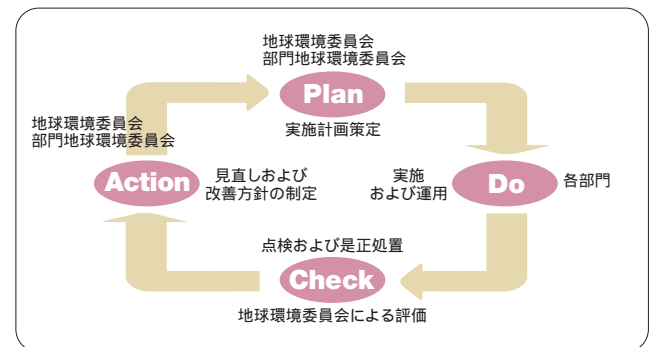 地球環境委員会
部門地球環境委員会
Plan
実施計画策定
地球環境委員会
部門地球環境委員会
Action
見直しおよび
改善方針の制定
実施
および運用
Do
各部門
点検および是正処置
Check
地球環境委員会による評価